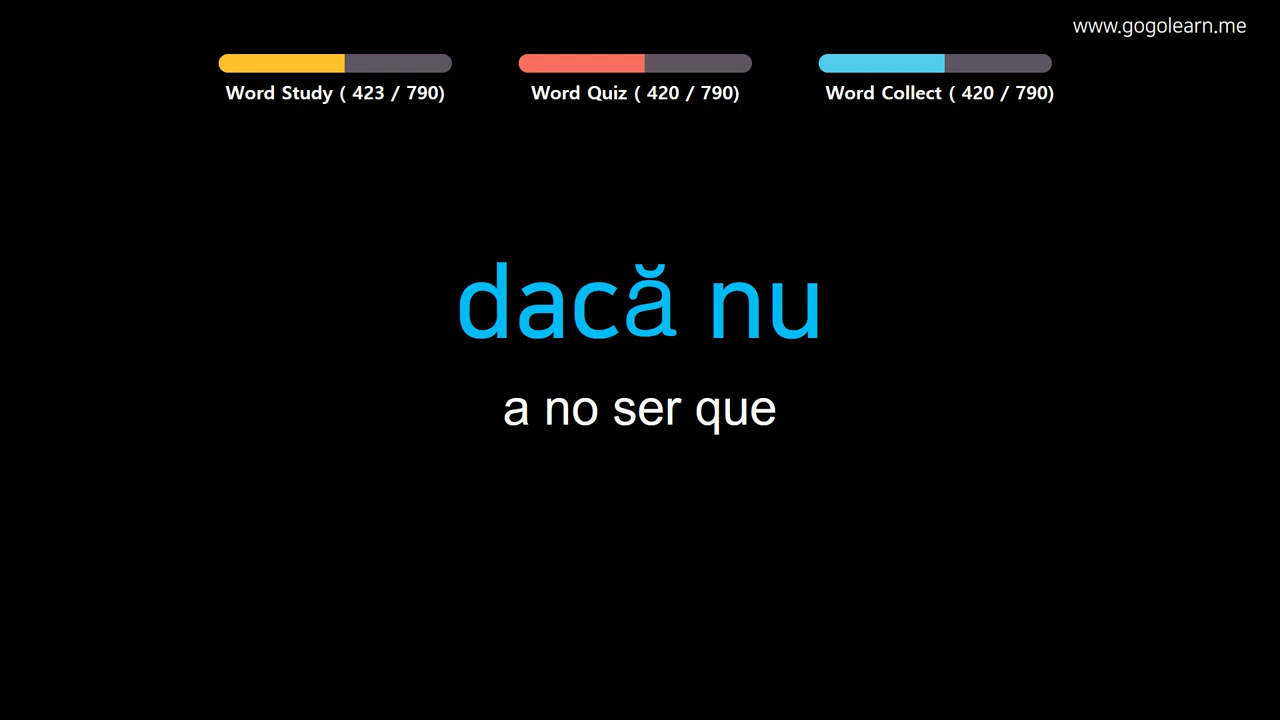 www.gogolearn.me
Word Study ( 423 / 790)
Word Quiz ( 420 / 790)
Word Collect ( 420 / 790)
dacă nu
a no ser que